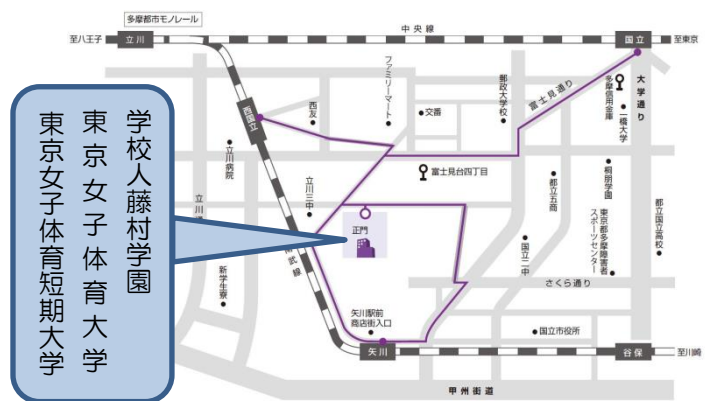 多摩都市モノレール
至八王子
立川
中央線
国立
至東京
学校人藤村学園
東京女子体育大学
東京女子体育短期大学
西国立
西友
ファミリーマート
交番
郵政大学校
富士見通り
多摩信用金庫
大学通り
一橋大学
立川病院
立川三中
富士見台四丁目
都立五商
桐朋学園
都立国立高校
東京都多摩障害者
スポーツセンター
立川通
正門
南武線
新学生寮
国立二中
さくら通り
矢川駅前
商店街入口
国立市役所
矢川
谷保
至川崎
甲州街道